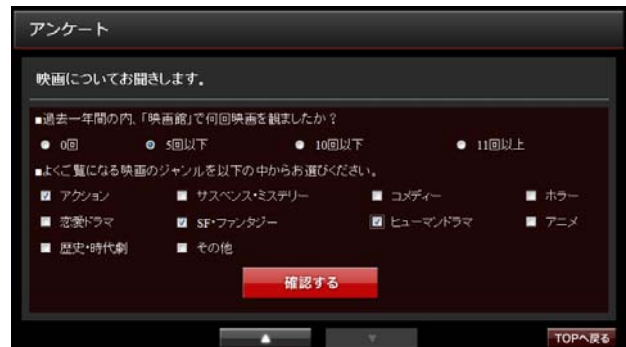 アンケート
映画についてお聞きします。
■過去一年間の内、「映画館」で何回映画を観ましたか？
0回 5回以下 10回以下 11回以上
■よくご覧になる映画のジャンルを以下の中からお選びください。
アクション サスペンス・ミステリー コメディー ホラー
恋愛ドラマ SF・ファンタジー ヒューマンドラマ アニメ
歴史・時代劇 その他
確認する
TOPへ戻る